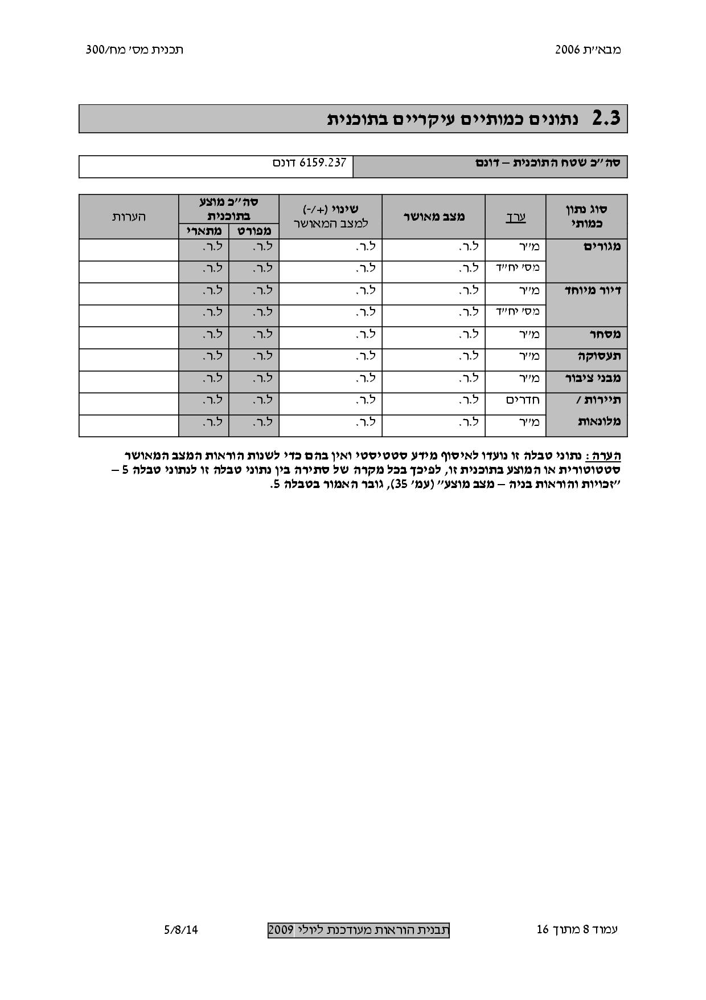 מבא"ת 2006 תכנית מס' מח/300
2.3 נתונים כמותיים עיקריים בתוכנית
סה"כ שטח התוכנית – דונם 6159.237 דונם
סוג נתון כמותי ערך מצב מאושר שינוי (+/-) למצב המאושר סה"כ מוצע בתוכנית הערות
מפורט מתארי
מגורים מ"ר ל.ר. ל.ר. ל.ר. ל.ר.
מס' יח"ד ל.ר. ל.ר. ל.ר. ל.ר.
דיור מיוחד מ"ר ל.ר. ל.ר. ל.ר. ל.ר.
מס' יח"ד ל.ר. ל.ר. ל.ר. ל.ר.
מסחר מ"ר ל.ר. ל.ר. ל.ר. ל.ר.
תעסוקה מ"ר ל.ר. ל.ר. ל.ר. ל.ר.
מבני ציבור מ"ר ל.ר. ל.ר. ל.ר. ל.ר.
תיירות / חדרים ל.ר. ל.ר. ל.ר. ל.ר.
מלונאות מ"ר ל.ר. ל.ר. ל.ר. ל.ר.
הערה: נתוני טבלה זו נועדו לאיסוף מידע סטטיסטי ואין בהם כדי לשנות הוראות המצב המאושר
סטטוטורית או המוצע בתוכנית זו, לפיכך בכל מקרה של סתירה בין נתוני טבלה זו לנתוני טבלה 5 –
"זכויות והוראות בניה – מצב מוצע" (עמ' 35), גובר האמור בטבלה 5.
עמוד 8 מתוך 16 תבנית הוראות מעודכנת ליולי 2009 5/8/14